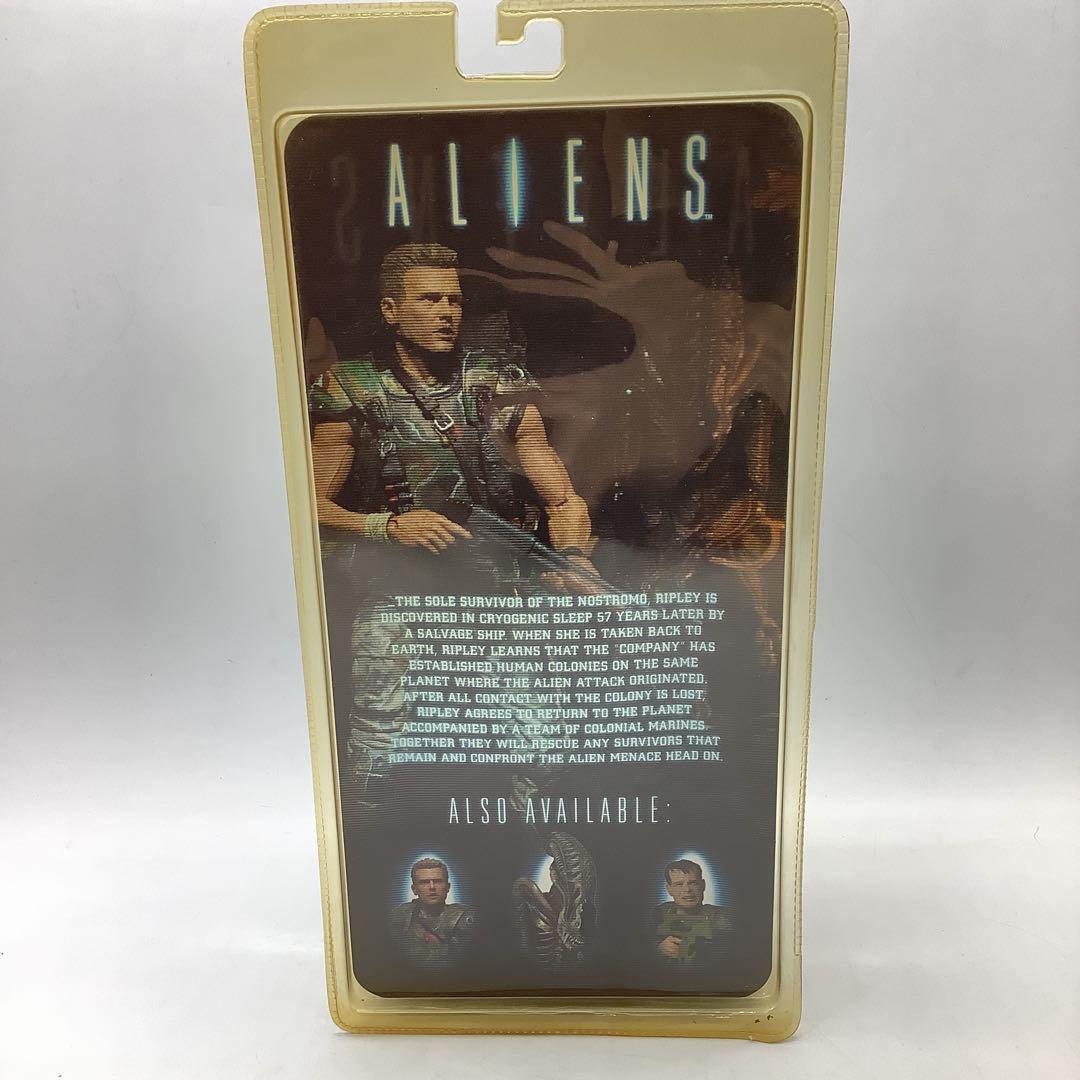 ALIENS™
THE SOLE SURVIVOR OF THE NOSTROMO, RIPLEY IS
DISCOVERED IN CRYOGENIC SLEEP 57 YEARS LATER BY
A SALVAGE SHIP. WHEN SHE IS TAKEN BACK TO
EARTH, RIPLEY LEARNS THAT THE "COMPANY" HAS
ESTABLISHED HUMAN COLONIES ON THE SAME
PLANET WHERE THE ALIEN ATTACK ORIGINATED.
AFTER ALL CONTACT WITH THE COLONY IS LOST,
RIPLEY AGREES TO RETURN TO THE PLANET
ACCOMPANIED BY A TEAM OF COLONIAL MARINES.
TOGETHER THEY WILL RESCUE ANY SURVIVORS THAT
REMAIN AND CONFRONT THE ALIEN MENACE HEAD ON.
ALSO AVAILABLE: